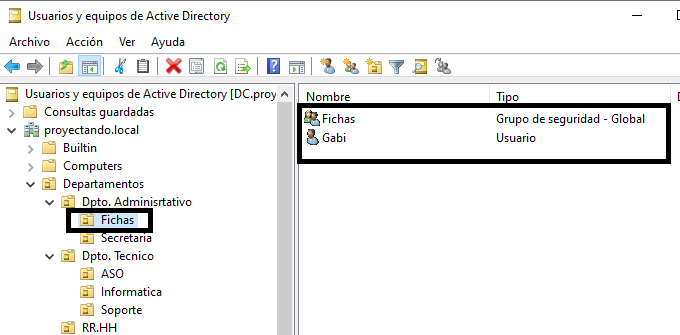 Usuarios y equipos de Active Directory
Archivo Acción Ver Ayuda
Usuarios y equipos de Active Directory [DC.proy
Consultas guardadas
proyectando.local
Builtin
Computers
Departamentos
Dpto. Adminisrtativo
Fichas
Secretaria
Dpto. Tecnico
ASO
Informatica
Soporte
RR.HH
Nombre Tipo
Fichas Grupo de seguridad - Global
Gabi Usuario